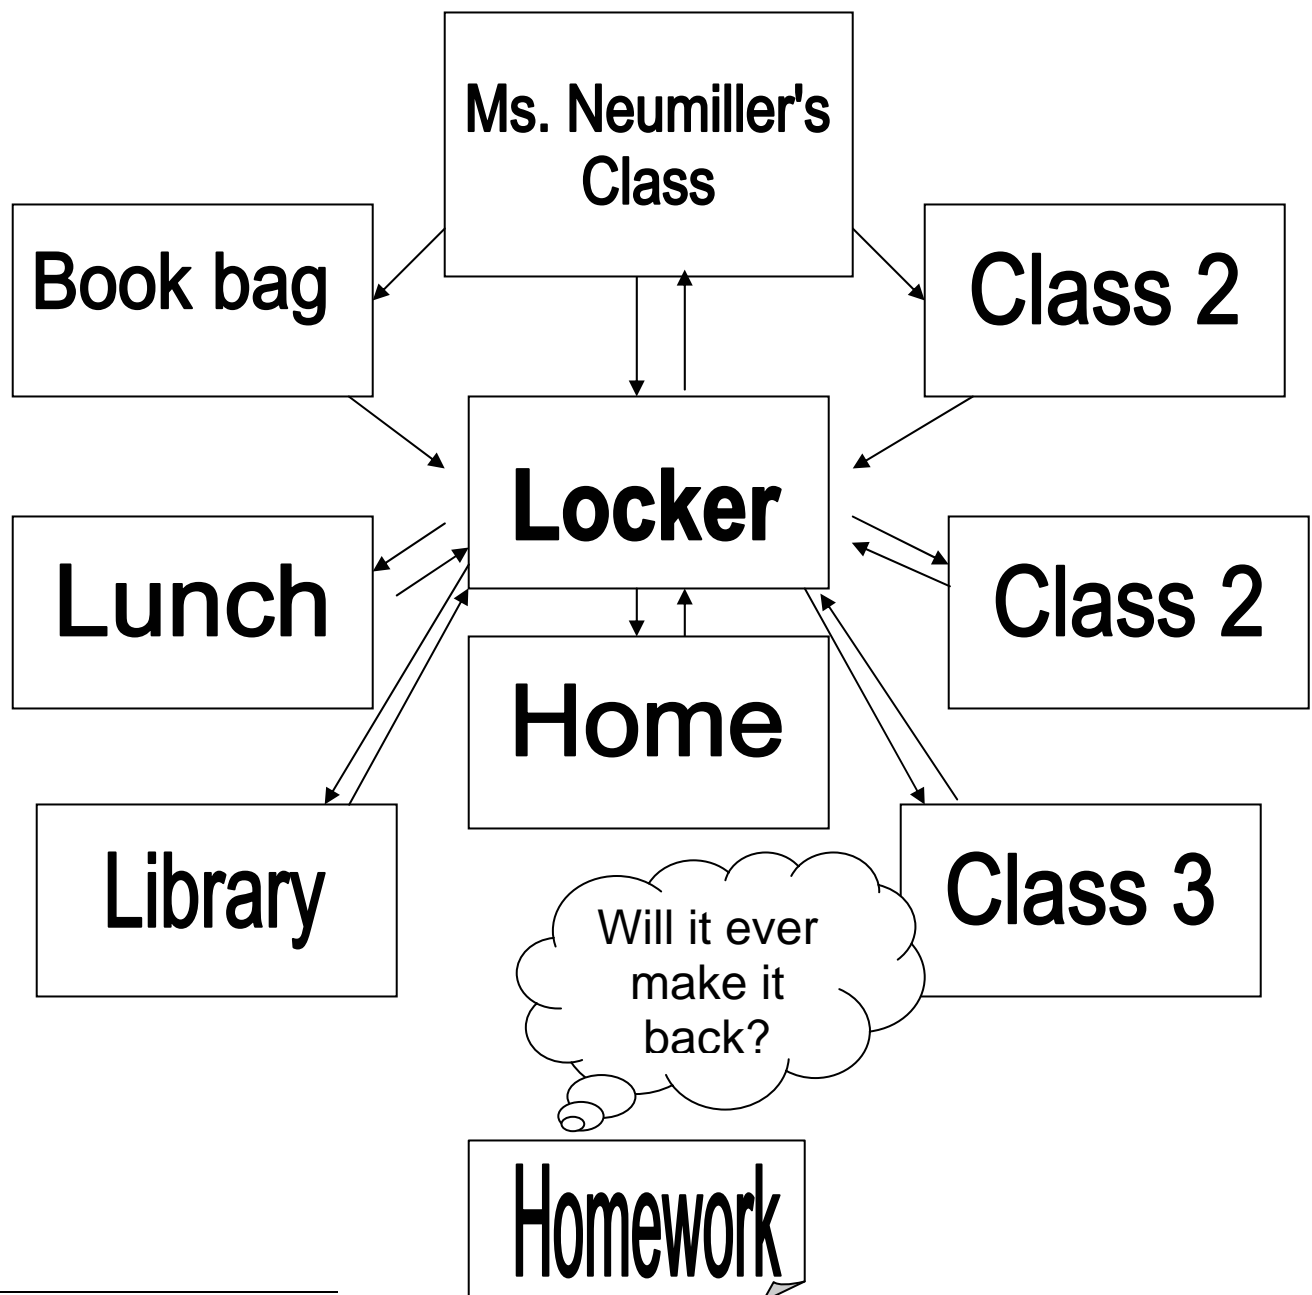 Ms. Neumiller's
Class
Book bag
Class 2
Locker
Lunch
Class 2
Home
Library
Class 3
Will it ever
make it
back?
Homework